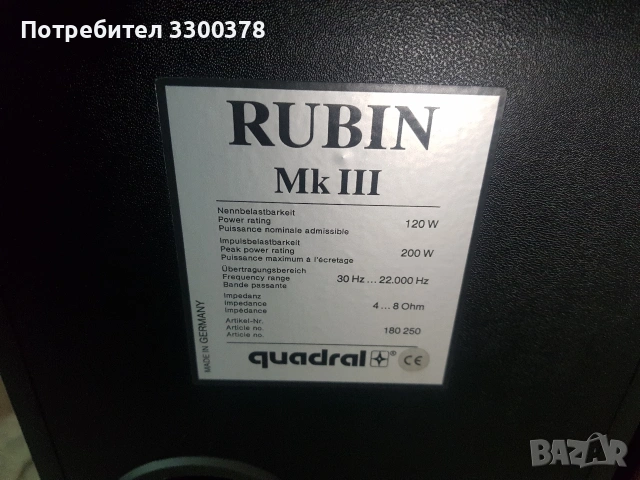 Потребител 3300378
RUBIN
Mk III
Nennbelastbarkeit
Power rating 120 W
Puissance nominale admissible
Impulsbelastbarkeit
Peak power rating 200 W
Puissance maximum à l'écretage
Übertragungsbereich
Frequency range 30 Hz ... 22.000 Hz
Bande passante
Impedanz
Impedance 4 ... 8 Ohm
Impédance
Artikel-Nr.
Article no. 180 250
Article no.
MADE IN GERMANY
quadral ® CE
BAZAR